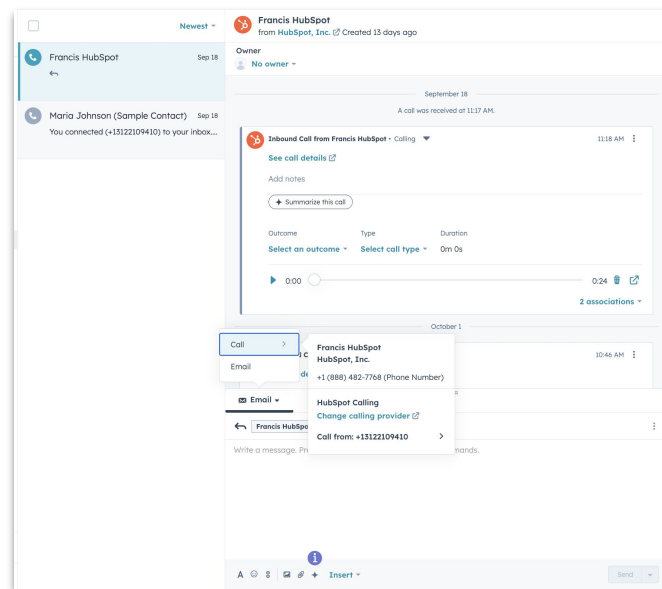 Newest
Francis HubSpot
Sep 18
Maria Johnson (Sample Contact)
Sep 18
You connected (+13122109410) to your inbox...
Francis HubSpot
from HubSpot, Inc. Created 13 days ago
Owner
No owner
September 18
A call was received at 11:17 AM.
Inbound Call from Francis HubSpot • Calling
11:18 AM
See call details
Add notes
Summarize this call
Outcome
Type
Duration
Select an outcome
Select call type
0m 0s
0:00
0:24
2 associations
October 1
10:46 AM
Call
Email
Francis HubSpot
HubSpot, Inc.
+1 (888) 482-7768 (Phone Number)
HubSpot Calling
Change calling provider
Call from: +13122109410
Email
Francis HubSpo
Write a message. Pr
mands.
A
Insert
Send